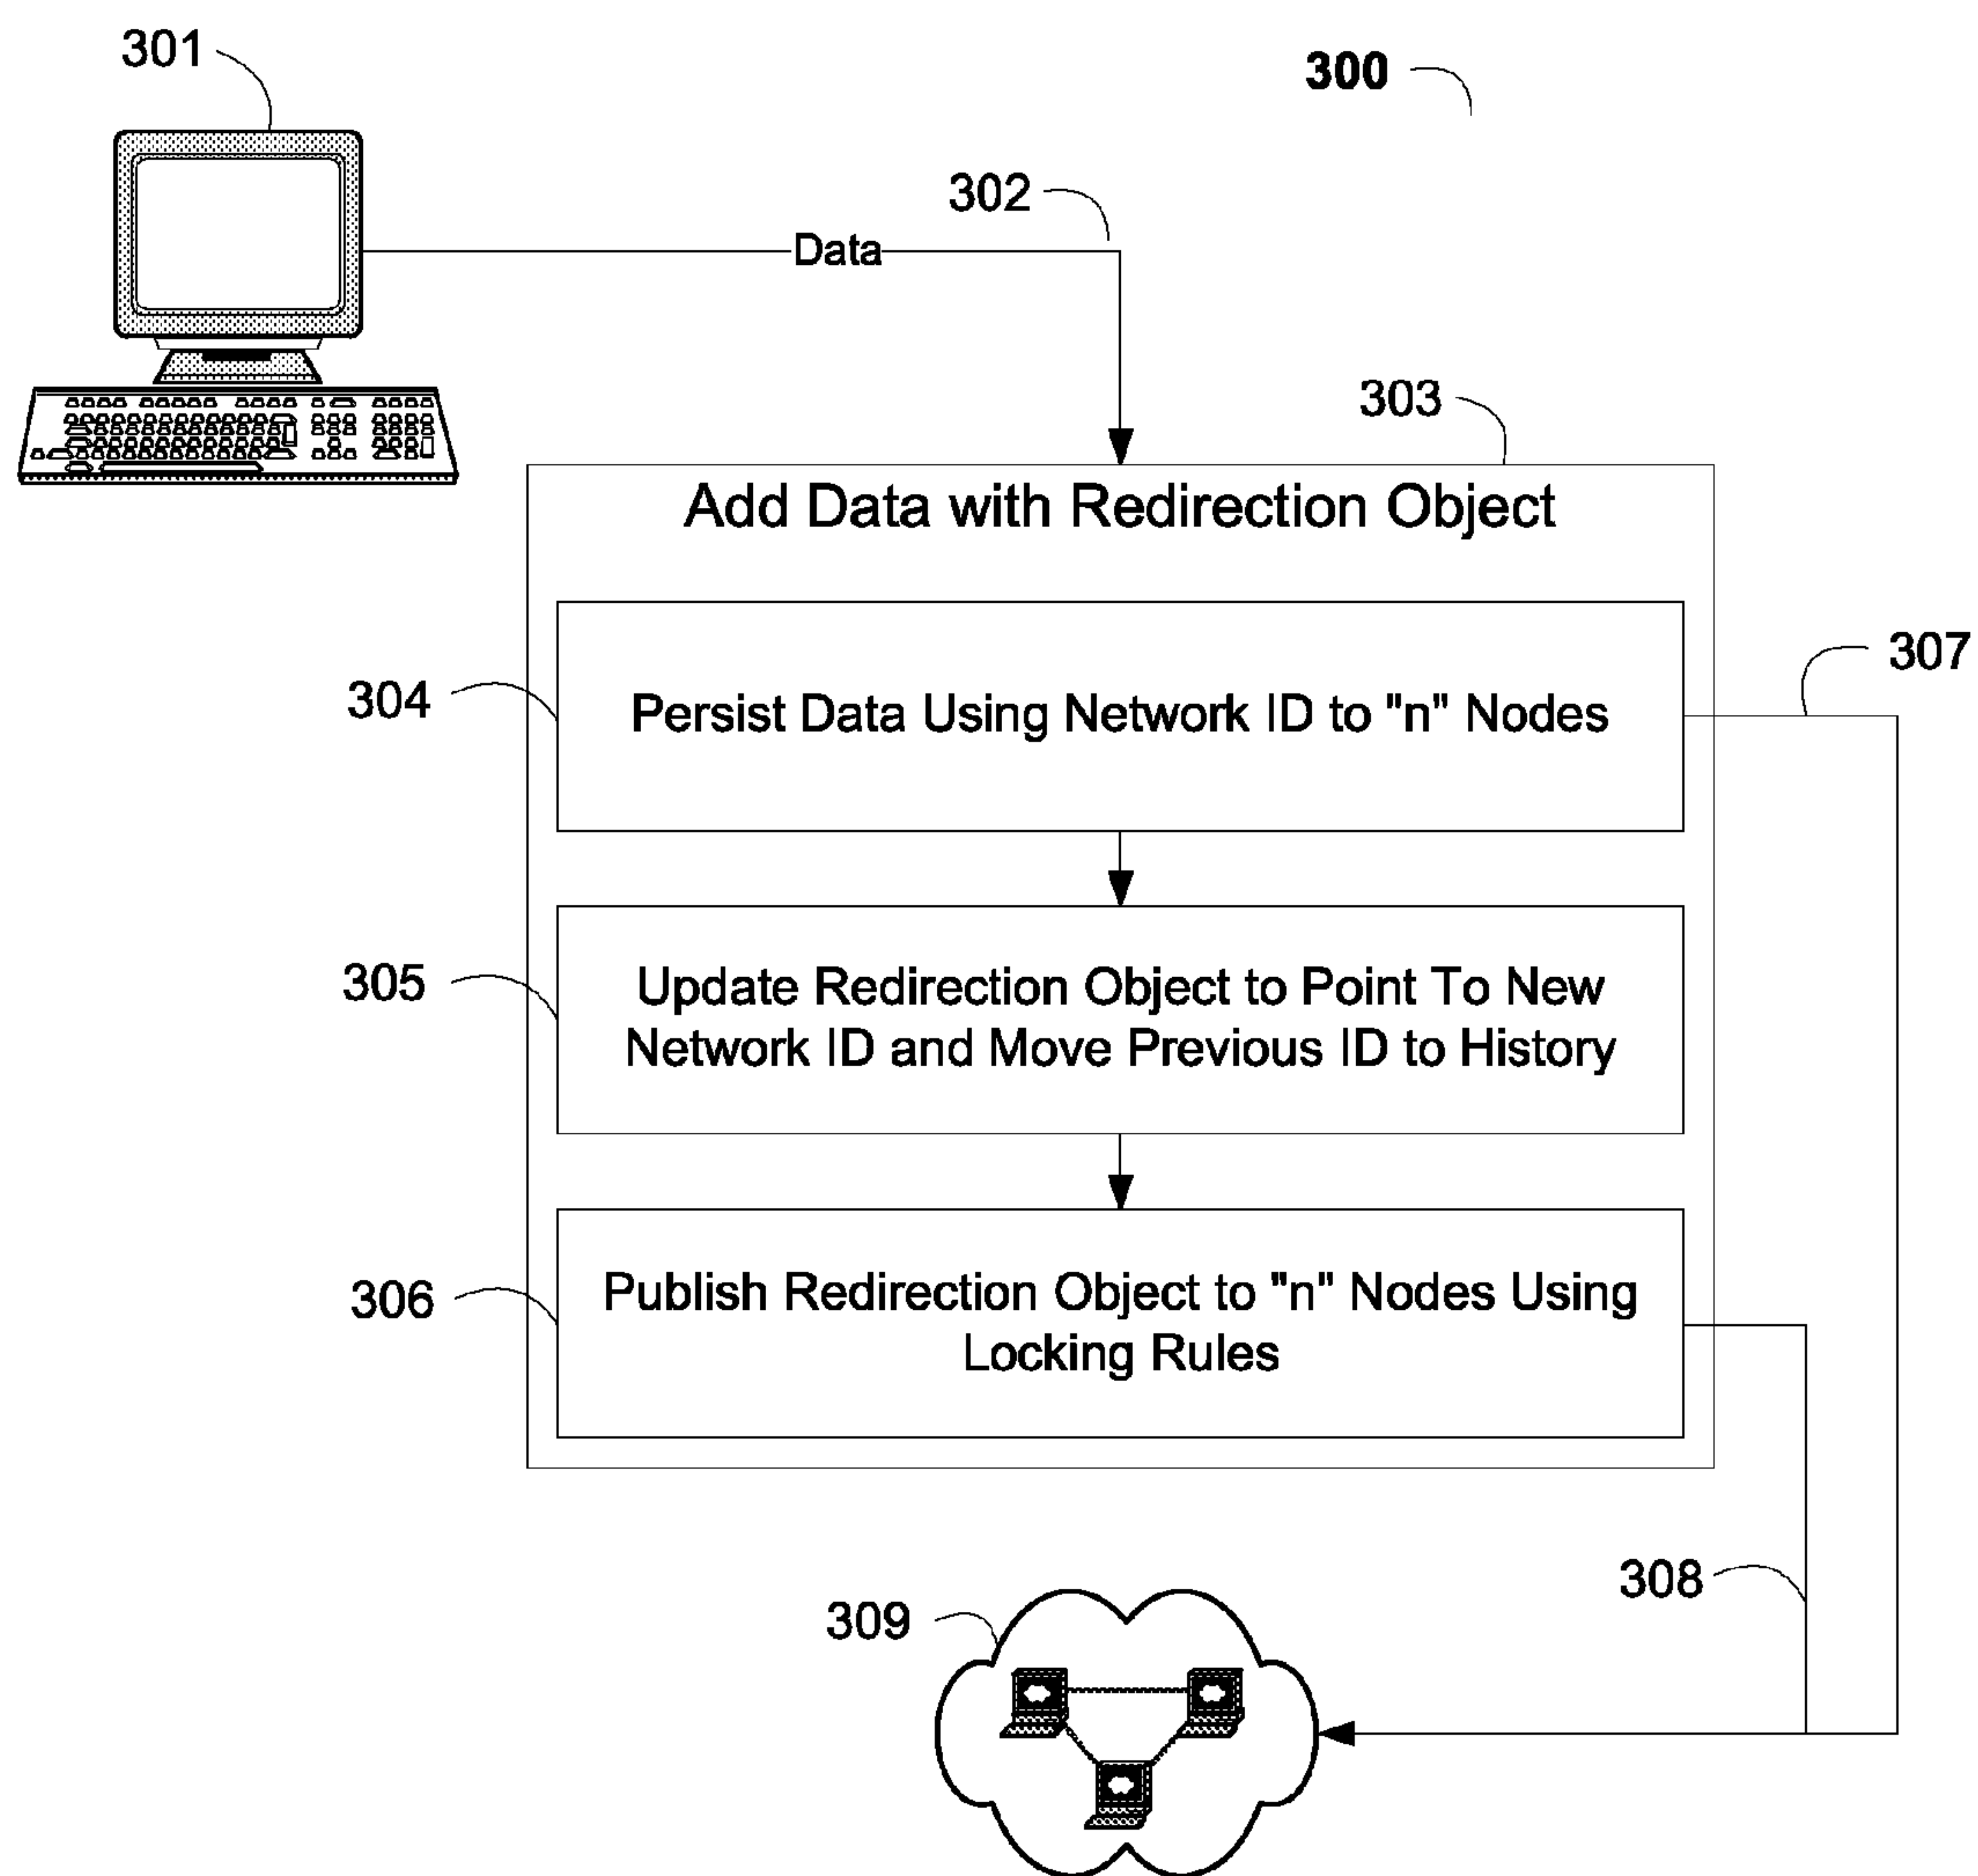 301
300
302
Data
303
Add Data with Redirection Object
307
304
Persist Data Using Network ID to "n" Nodes
305
Update Redirection Object to Point To New
Network ID and Move Previous ID to History
306
Publish Redirection Object to "n" Nodes Using
Locking Rules
308
309